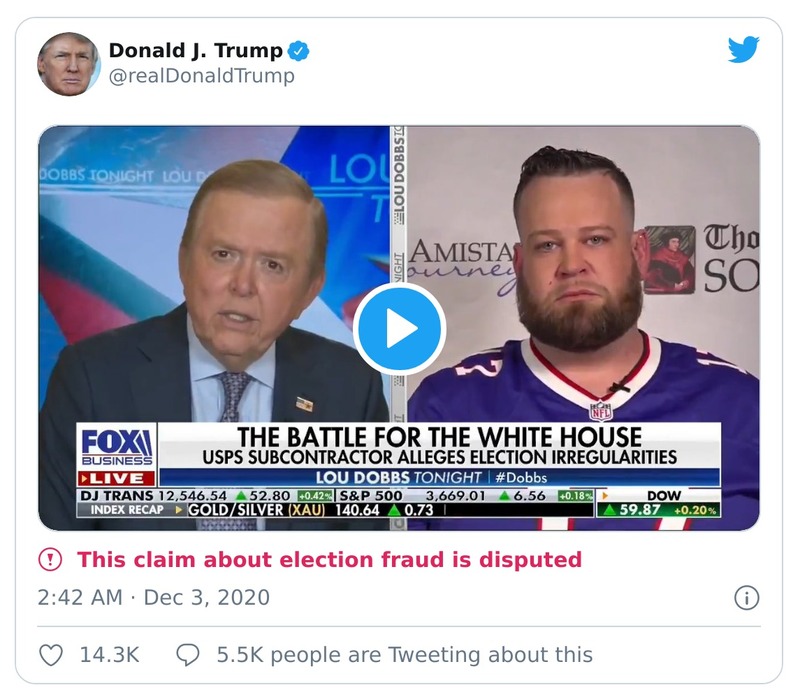 Donald J. Trump
@realDonaldTrump
DOBBS TONIGHT LOU
LOU
LOU DOBBS
AMISTA
ourney
Tho
SO
NFL
17
FOX
BUSINESS
LIVE
THE BATTLE FOR THE WHITE HOUSE
USPS SUBCONTRACTOR ALLEGES ELECTION IRREGULARITIES
LOU DOBBS TONIGHT | #Dobbs
DJ TRANS 12,546.54 ▲52.80 +0.42% S&P 500 3,669.01 ▲6.56 +0.18% DOW
INDEX RECAP GOLD/SILVER (XAU) 140.64 ▲0.73 ▲59.87 +0.20%
This claim about election fraud is disputed
2:42 AM · Dec 3, 2020
14.3K 5.5K people are Tweeting about this